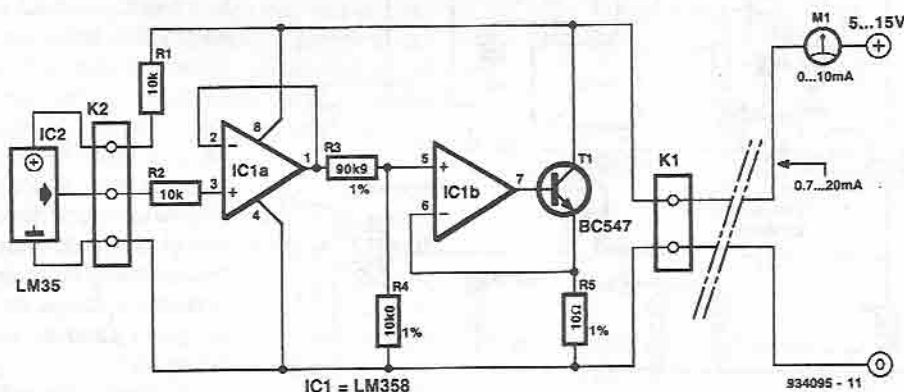 M1
5...15V
0...10mA
R1
10k
K2
IC2
LM35
R2
10k
2
3
8
4
1
IC1a
R3
90k9
1%
5
6
7
IC1b
T1
BC547
R4
10k0
1%
R5
10Ω
1%
K1
0.7...20mA
IC1 = LM358
934095 - 11